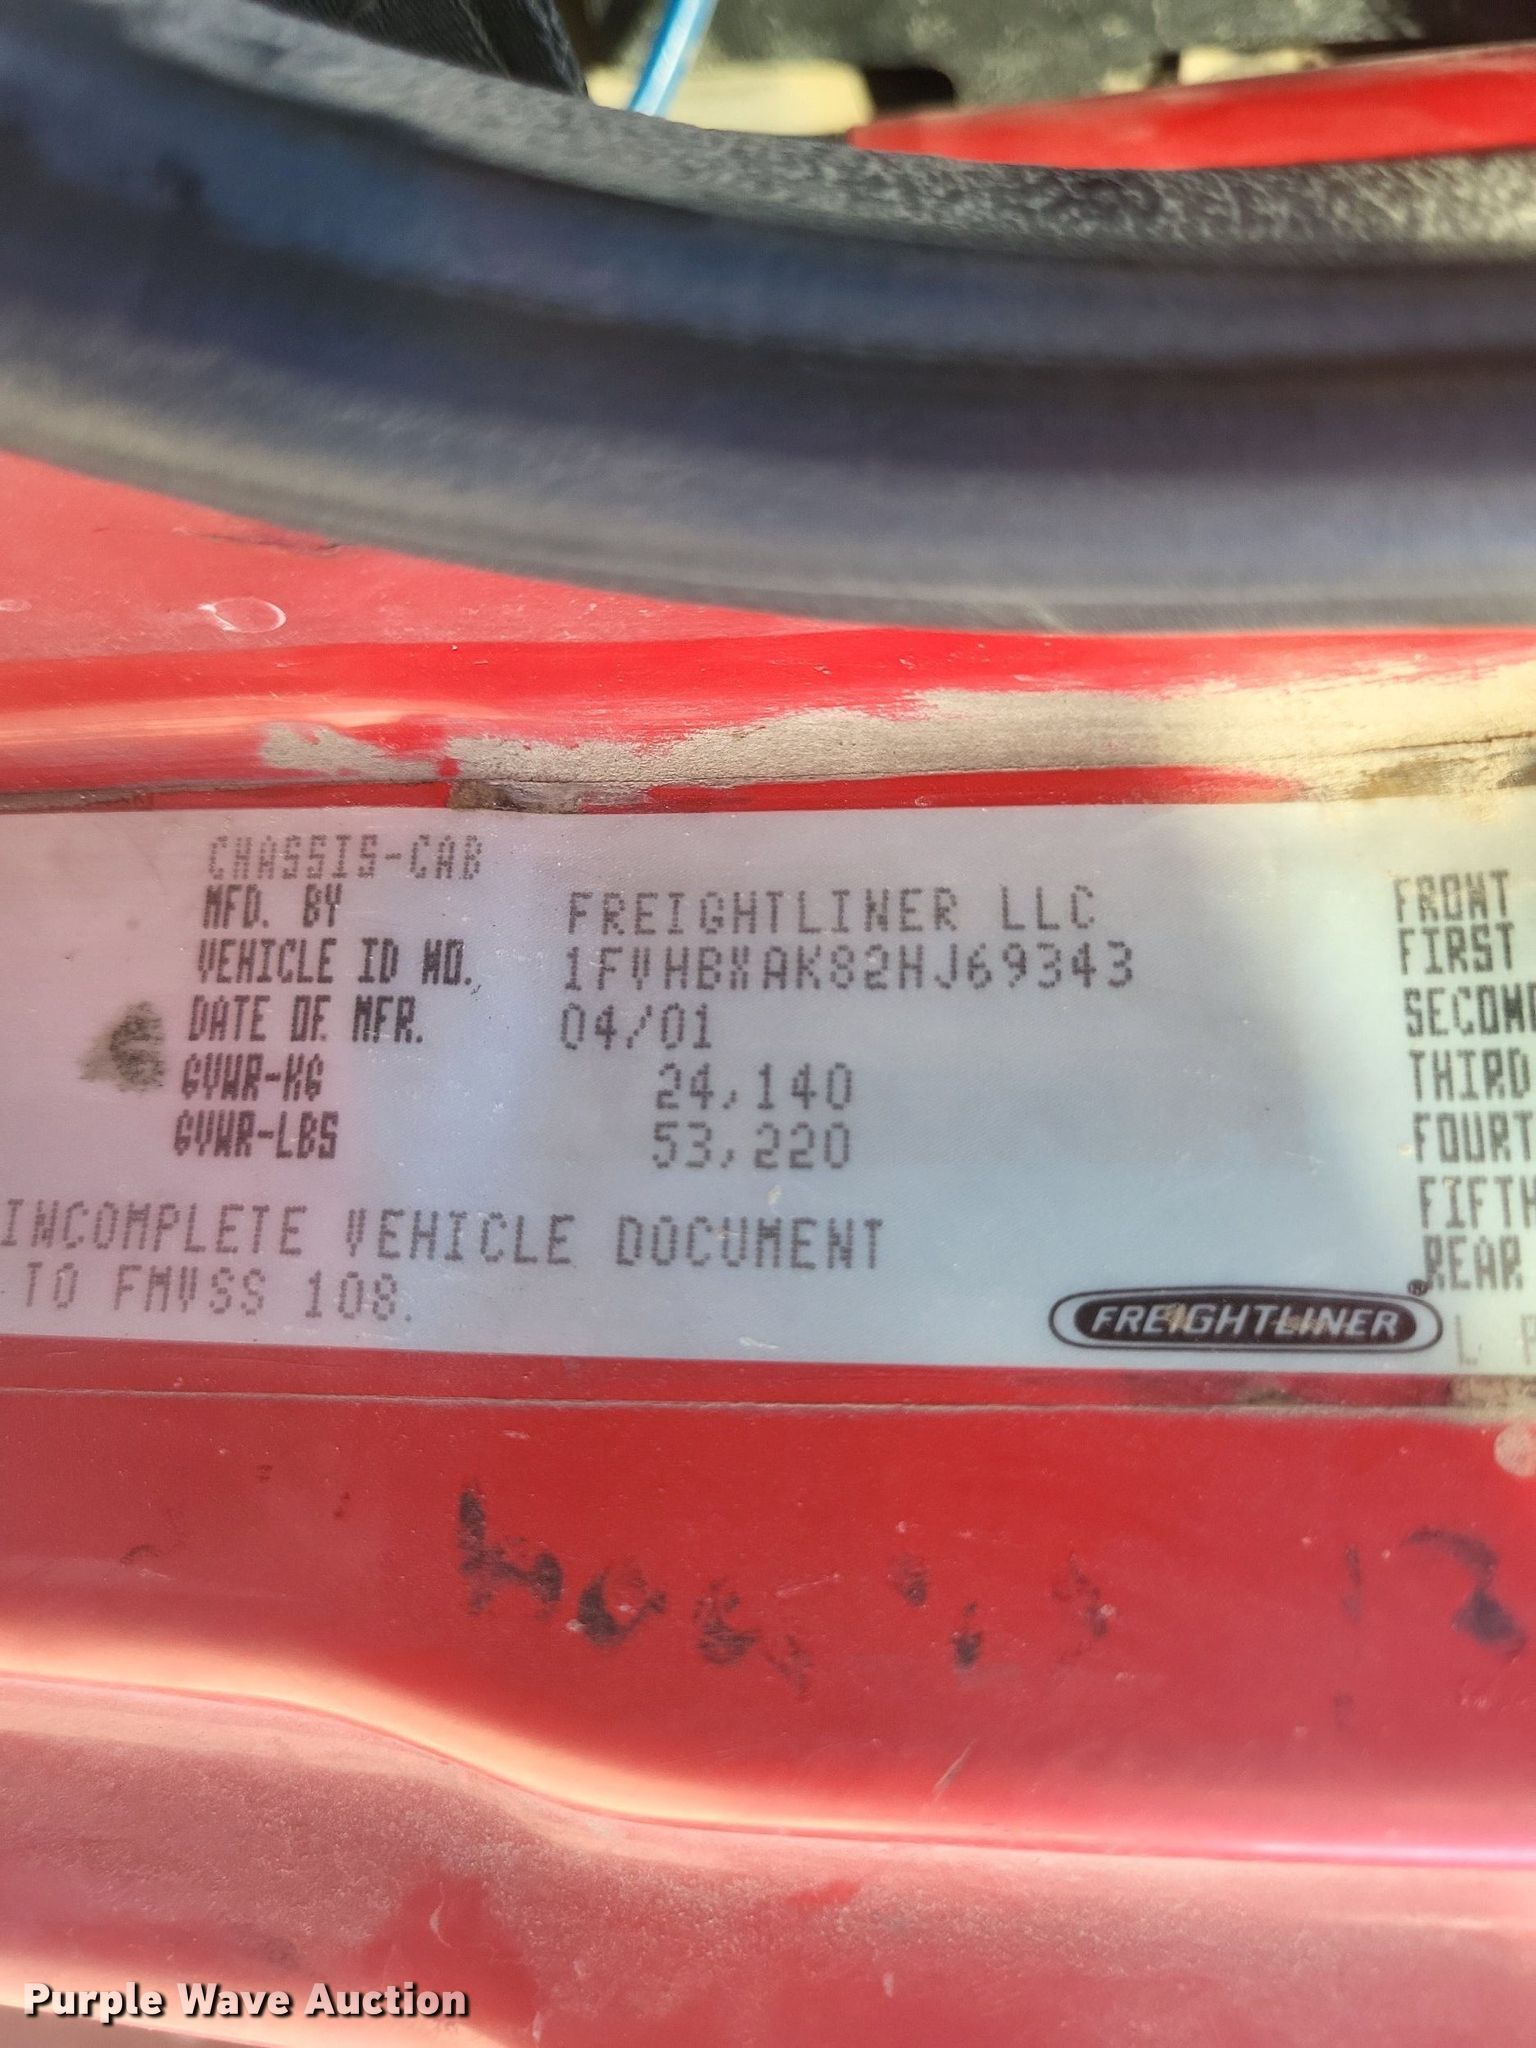 CHASSIS-CAB
MFD. BY FREIGHTLINER LLC
VEHICLE ID NO. 1FVHBXAK82HJ69343
DATE OF MFR. 04/01
GVWR-KG 24,140
GVWR-LBS 53,220
INCOMPLETE VEHICLE DOCUMENT
TO FMVSS 108.
FRONT
FIRST
SECOND
THIRD
FOURT
FIFTH
REAR
FREIGHTLINER®
Purple Wave Auction